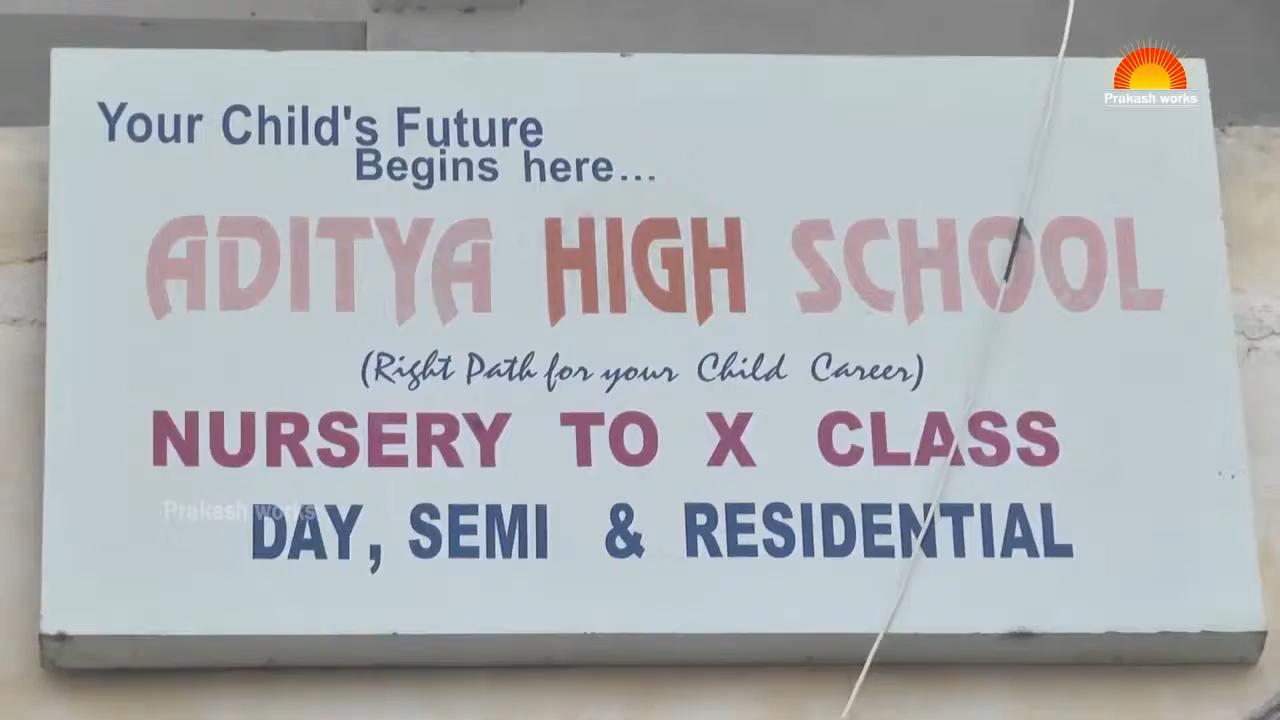 Prakash works
Your Child's Future
Begins here...
ADITYA HIGH SCHOOL
(Right Path for your Child Career)
NURSERY TO X CLASS
Prakash works
DAY, SEMI & RESIDENTIAL